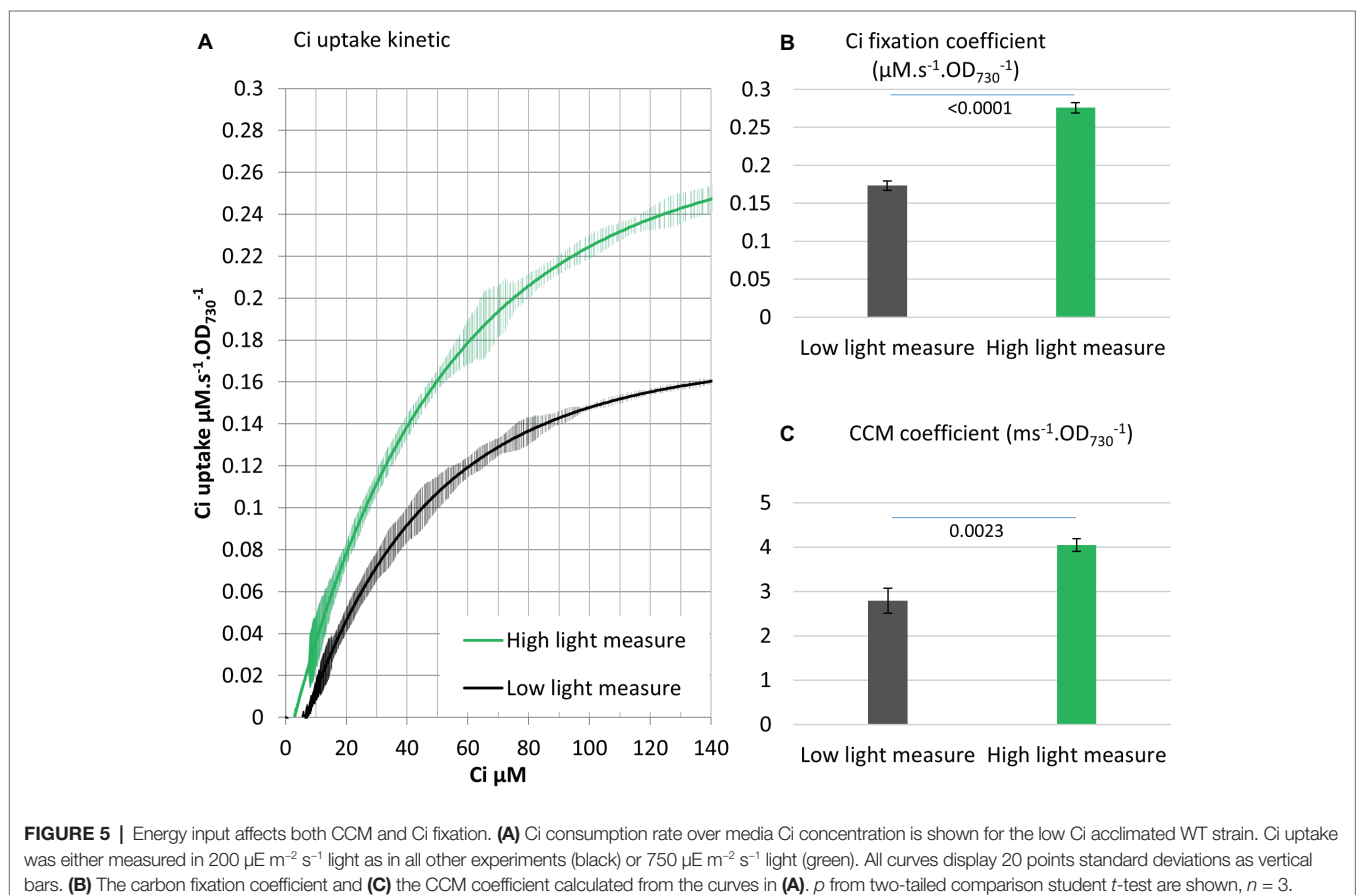 A
Ci uptake kinetic
Ci uptake µM.s-1.OD730-1
0.3
0.28
0.26
0.24
0.22
0.2
0.18
0.16
0.14
0.12
0.1
0.08
0.06
0.04
0.02
0
High light measure
Low light measure
0 20 40 60 80 100 120 140
Ci µM
B
Ci fixation coefficient
(µM.s-1.OD730-1)
<0.0001
0.3
0.25
0.2
0.15
0.1
0.05
0
Low light measure High light measure
C
CCM coefficient (ms-1.OD730-1)
0.0023
5
4
3
2
1
0
Low light measure High light measure
FIGURE 5 | Energy input affects both CCM and Ci fixation. (A) Ci consumption rate over media Ci concentration is shown for the low Ci acclimated WT strain. Ci uptake
was either measured in 200 µE m−2 s−1 light as in all other experiments (black) or 750 µE m−2 s−1 light (green). All curves display 20 points standard deviations as vertical
bars. (B) The carbon fixation coefficient and (C) the CCM coefficient calculated from the curves in (A). p from two-tailed comparison student t-test are shown, n = 3.